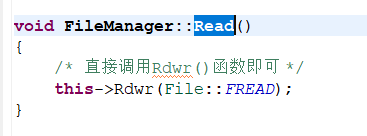 void FileManager::Read()
{
/* 直接调用Rdwr()函数即可 */
this->Rdwr(File::FREAD);
}